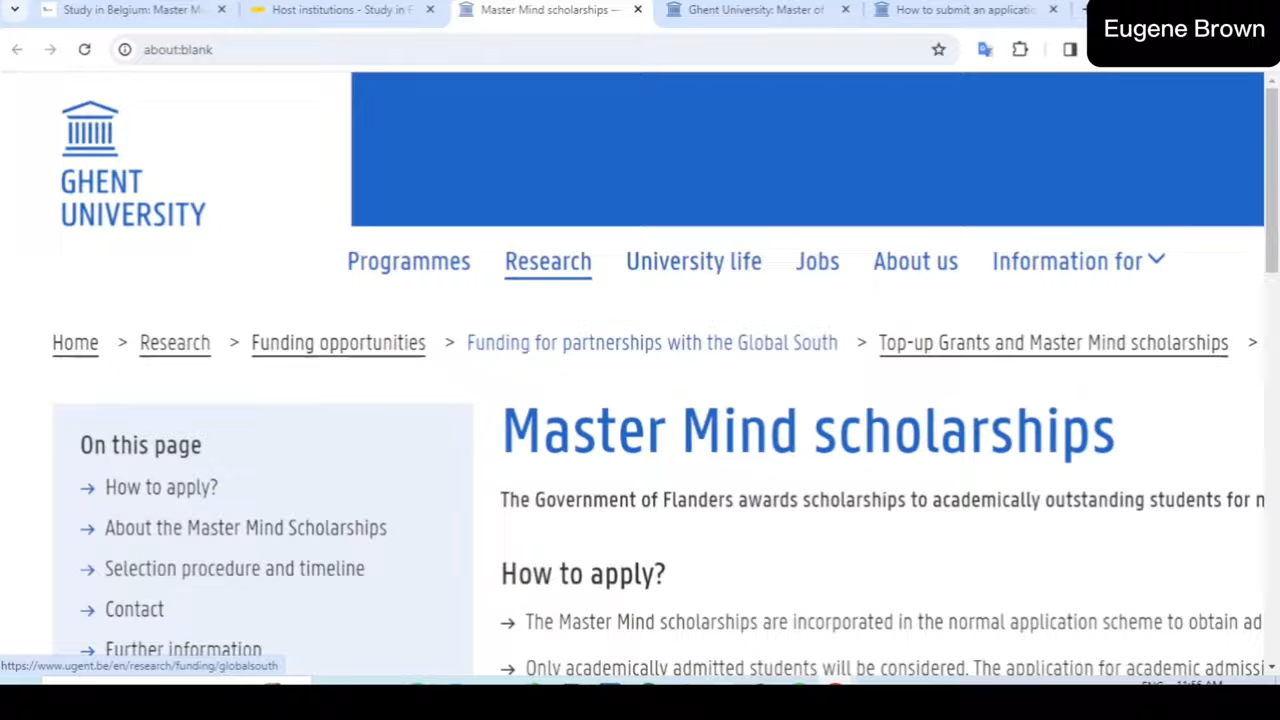 Study in Belgium: Master M
Host institutions - Study in F
Master Mind scholarships —
Ghent University: Master of
How to submit an applicatio
Eugene Brown
about:blank
GHENT
UNIVERSITY
Programmes
Research
University life
Jobs
About us
Information for
Home > Research > Funding opportunities > Funding for partnerships with the Global South > Top-up Grants and Master Mind scholarships >
On this page
→ How to apply?
→ About the Master Mind Scholarships
→ Selection procedure and timeline
→ Contact
→ Further information
Master Mind scholarships
The Government of Flanders awards scholarships to academically outstanding students for
How to apply?
→ The Master Mind scholarships are incorporated in the normal application scheme to obtain ad
→ Only academically admitted students will be considered. The application for academic admissi
https://www.ugent.be/en/research/funding/globalsouth